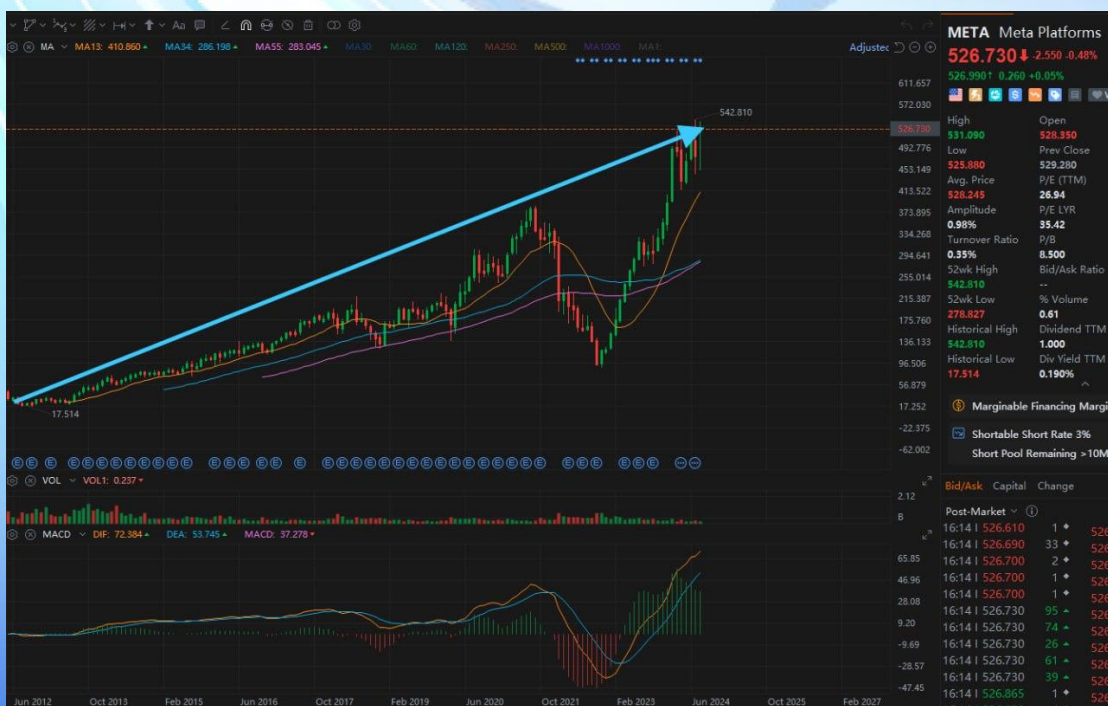 Aa
MA MA13: 410.860 MA34: 286.198 MA55: 283.045 MA30: MA60: MA120: MA250: MA500: MA1000: MA1: Adjusted
META Meta Platforms
526.730 -2.550 -0.48%
526.990↑ 0.260 +0.05%
High Open
531.090 528.350
Low Prev Close
525.880 529.280
Avg. Price P/E (TTM)
528.245 26.94
Amplitude P/E LYR
0.98% 35.42
Turnover Ratio P/B
0.35% 8.500
52wk High Bid/Ask Ratio
542.810 --
52wk Low % Volume
278.827 0.61
Historical High Dividend TTM
542.810 1.000
Historical Low Div Yield TTM
17.514 0.190%
Marginable Financing Margi
Shortable Short Rate 3%
Short Pool Remaining >10M
Bid/Ask Capital Change
Post-Market
16:14 526.610 1
16:14 526.690 33
16:14 526.700 2
16:14 526.700 1
16:14 526.700 1
16:14 526.730 95
16:14 526.730 74
16:14 526.730 26
16:14 526.730 61
16:14 526.730 39
16:14 526.865 1
542.810
17.514
611.657
572.030
526.730
492.776
453.149
413.522
373.895
334.268
294.641
255.014
215.387
175.760
136.133
96.506
56.879
17.252
-22.375
-62.002
VOL VOL1: 0.237
2.12
B
MACD DIF: 72.384 DEA: 53.745 MACD: 37.278
65.85
46.96
28.08
9.20
-9.69
-28.57
-47.45
Jun 2012 Oct 2013 Feb 2015 Jun 2016 Oct 2017 Feb 2019 Jun 2020 Oct 2021 Feb 2023 Jun 2024 Oct 2025 Feb 2027